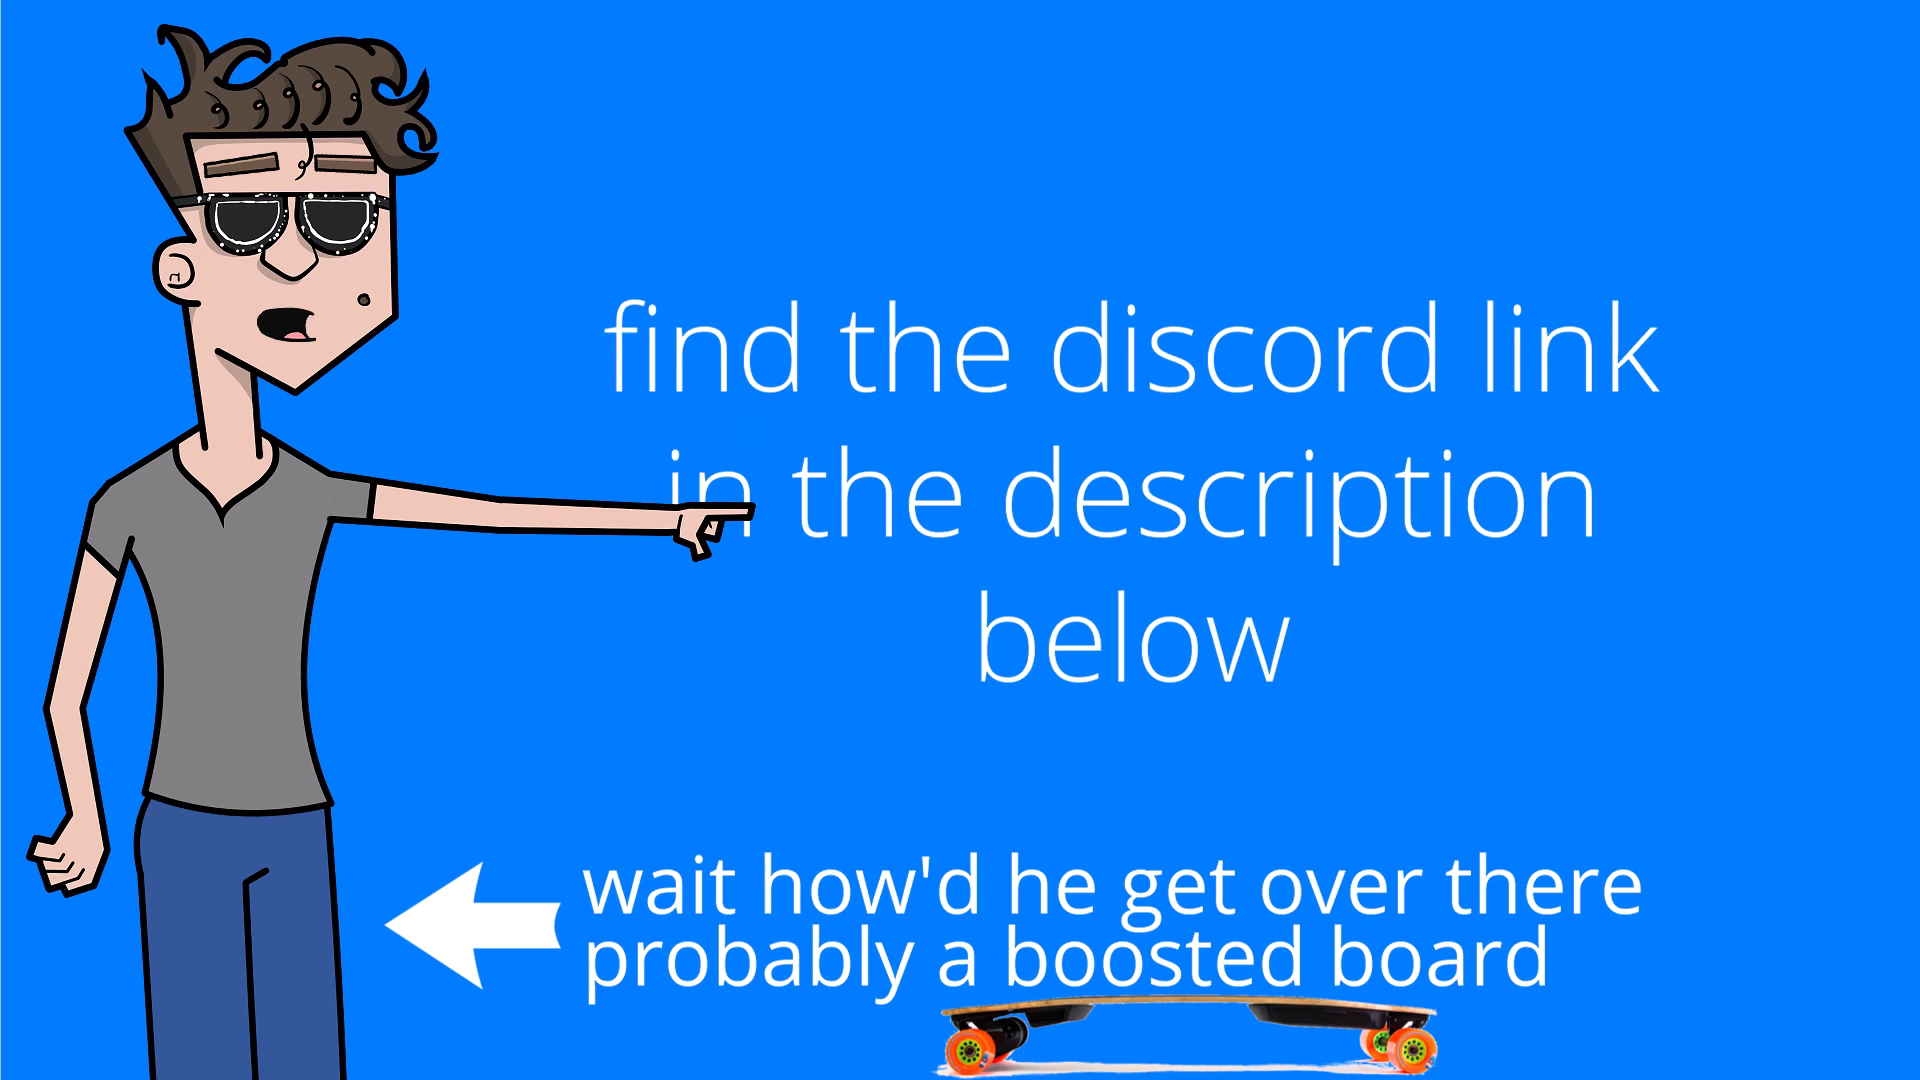 find the discord link
in the description
below
wait how'd he get over there
probably a boosted board